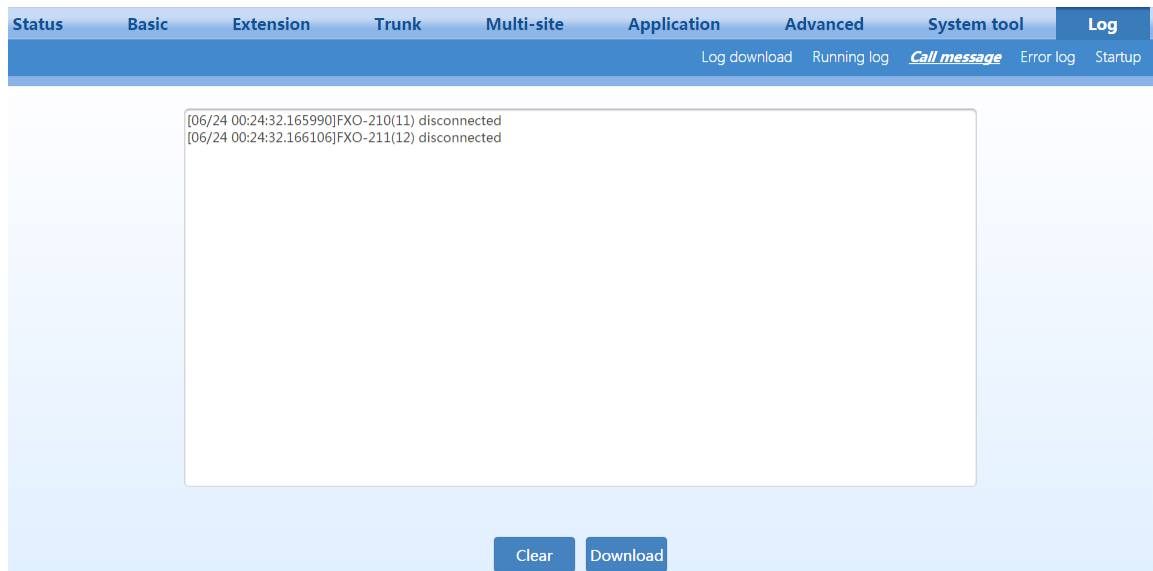 Status Basic Extension Trunk Multi-site Application Advanced System tool Log
Log download Running log Call message Error log Startup
[06/24 00:24:32.165990]FXO-210(11) disconnected
[06/24 00:24:32.166106]FXO-211(12) disconnected
Clear Download